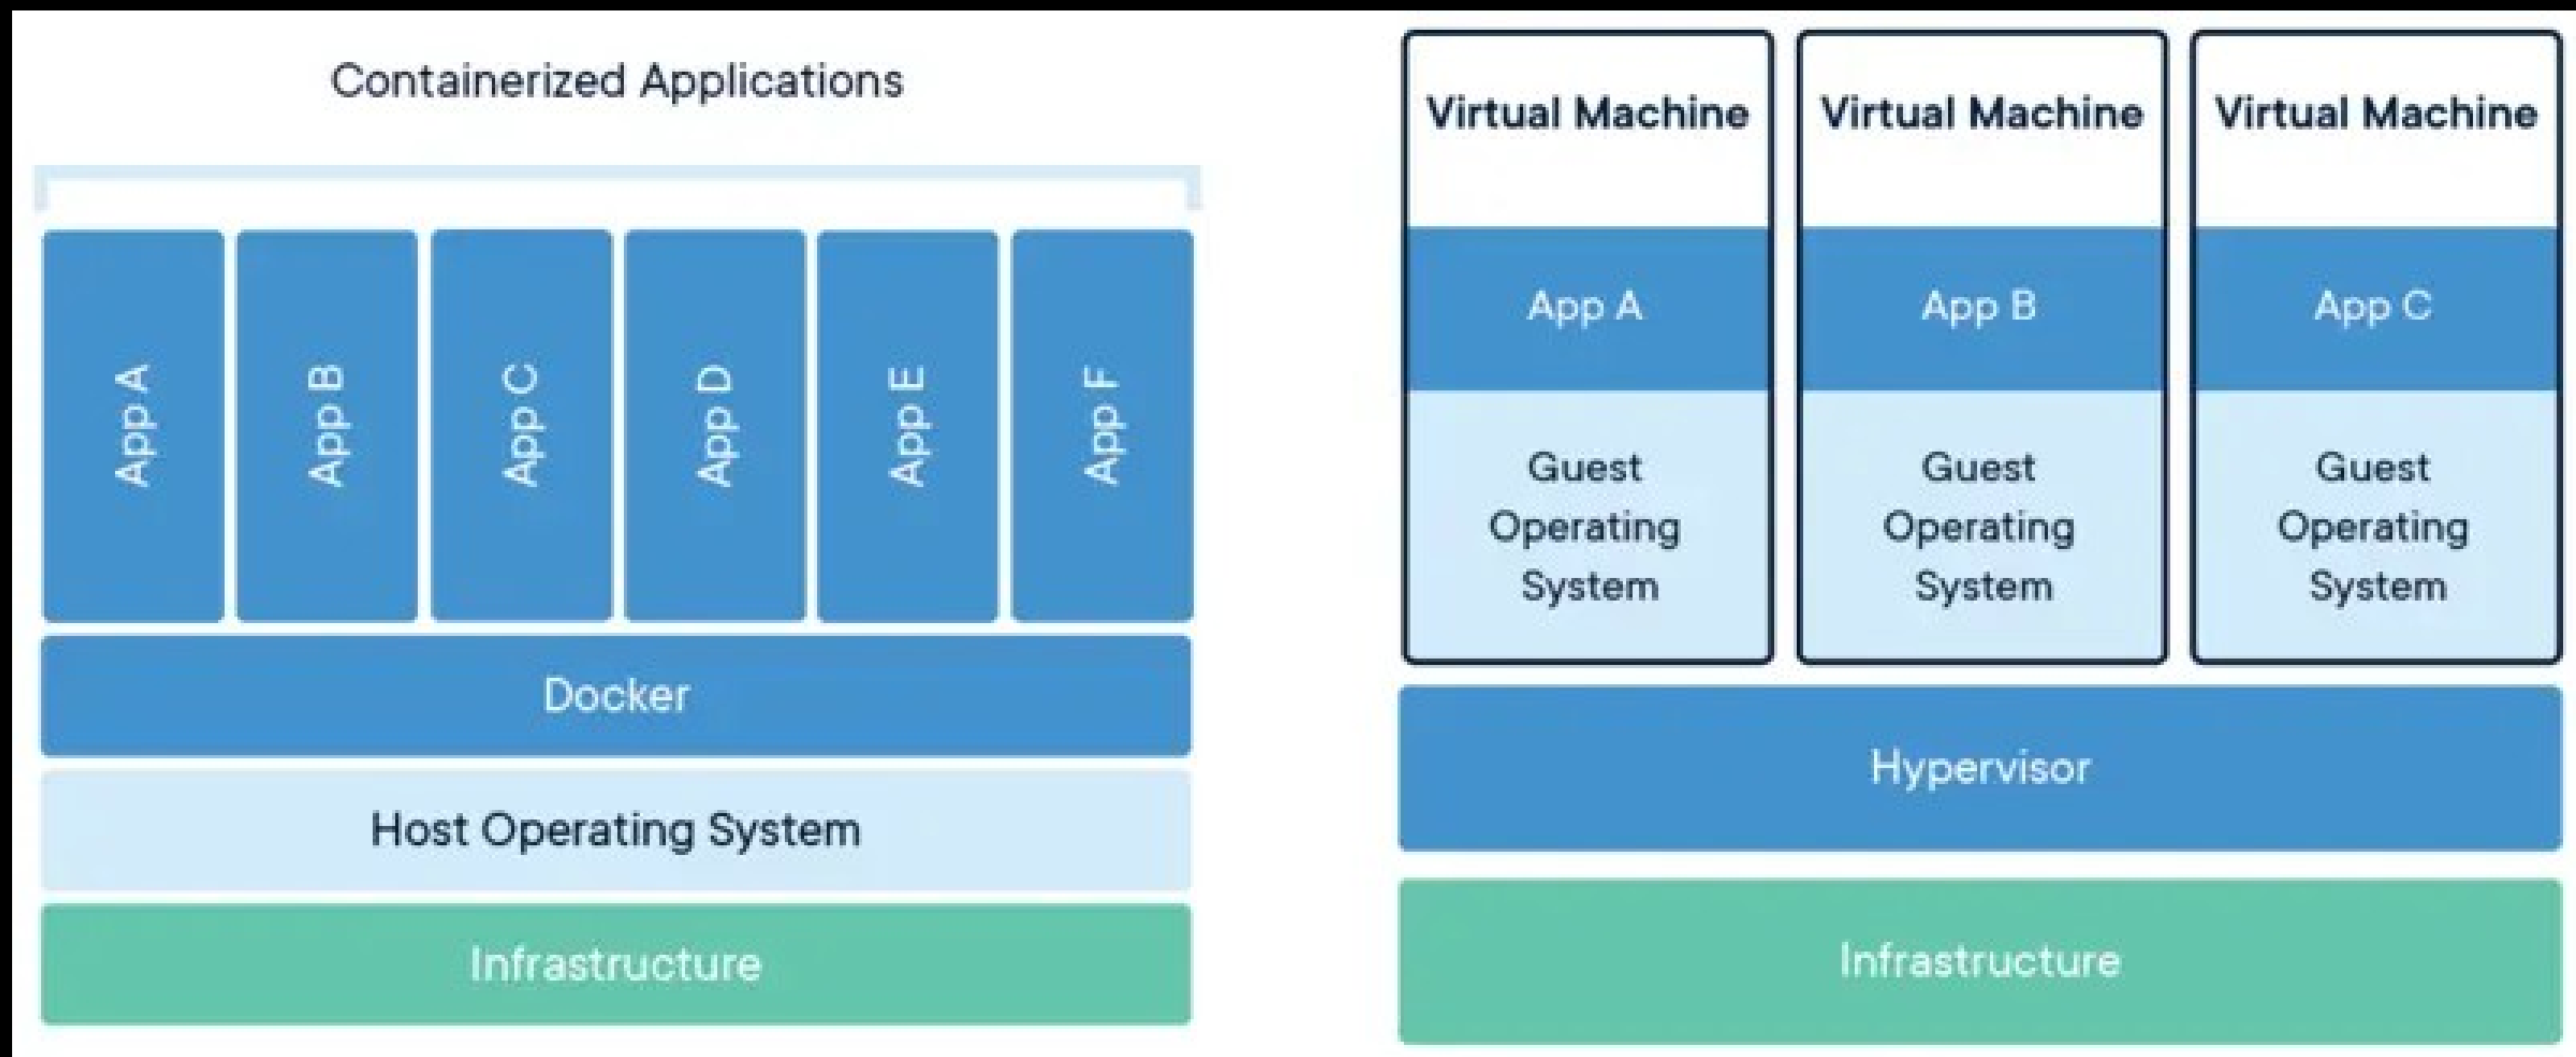 Containerized Applications
App A
App B
App C
App D
App E
App F
Docker
Host Operating System
Infrastructure
Virtual Machine
App A
Guest
Operating
System
Virtual Machine
App B
Guest
Operating
System
Virtual Machine
App C
Guest
Operating
System
Hypervisor
Infrastructure